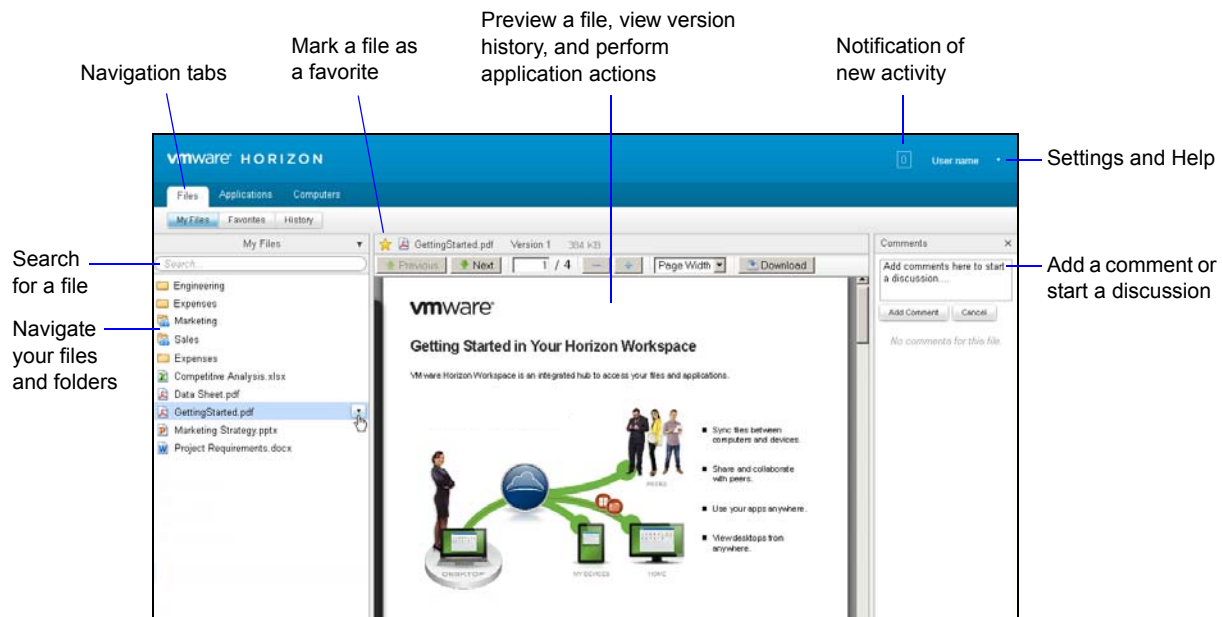 Preview a file, view version
history, and perform
application actions
Mark a file as
a favorite
Notification of
new activity
Navigation tabs
vmware HORIZON
0 User name
Settings and Help
Files Applications Computers
My Files Favorites History
My Files
GettingStarted.pdf Version 1 384 KB
Comments ×
Search
for a file
Search...
Previous Next 1 / 4 − + Page Width Download
Add comments here to start
a discussion....
Add a comment or
start a discussion
Add Comment Cancel
No comments for this file.
Navigate
your files
and folders
Engineering
Expenses
Marketing
Sales
Expenses
Competitive Analysis.xlsx
Data Sheet.pdf
GettingStarted.pdf
Marketing Strategy.pptx
Project Requirements.docx
vmware®
Getting Started in Your Horizon Workspace
VMware Horizon Workspace is an integrated hub to access your files and applications.
Sync files between
computers and devices.
Share and collaborate
with peers.
Use your apps anywhere.
View desktops from
anywhere.
PEERS
DESKTOP
MY DEVICES
HOME